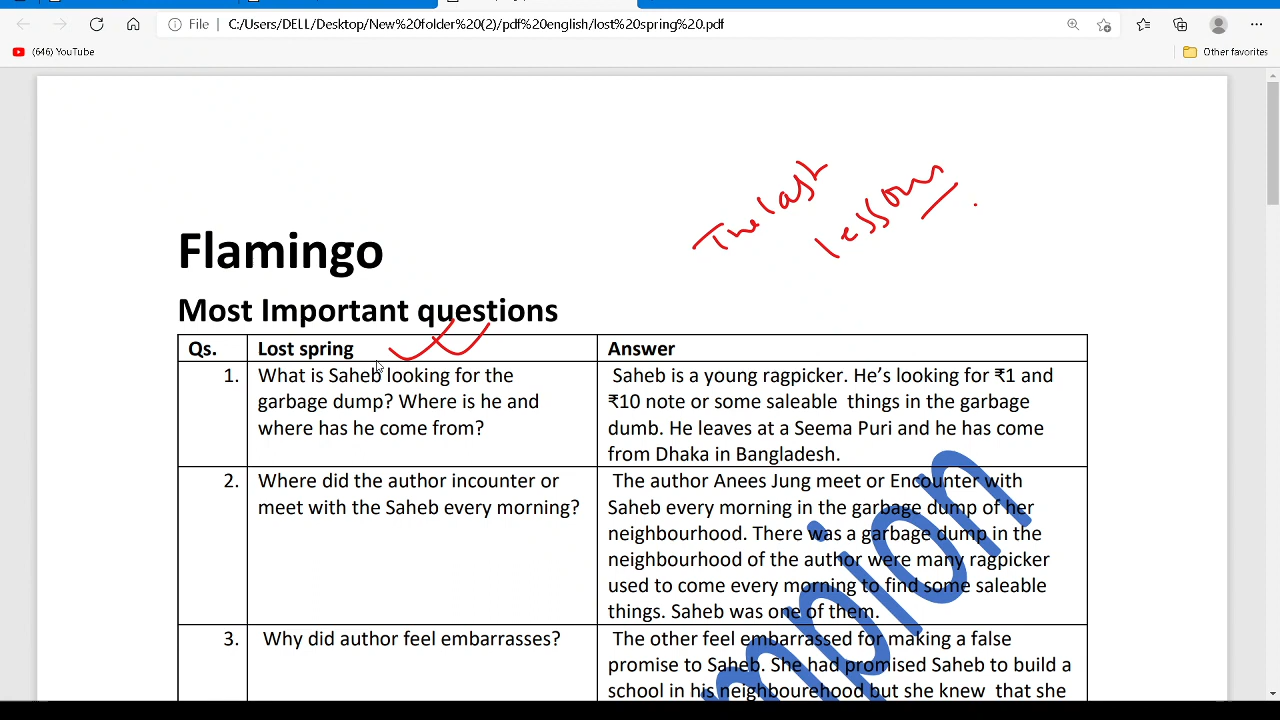 File C:/Users/DELL/Desktop/New%20folder%20(2)/pdf%20english/lost%20spring%20.pdf
(646) YouTube
Other favorites
The last
lessons
Flamingo
Most Important questions
Qs. Lost spring Answer
1. What is Saheb looking for the
garbage dump? Where is he and
where has he come from?
Saheb is a young ragpicker. He’s looking for ₹1 and
₹10 note or some saleable things in the garbage
dumb. He leaves at a Seema Puri and he has come
from Dhaka in Bangladesh.
2. Where did the author incounter or
meet with the Saheb every morning?
The author Anees Jung meet or Encounter with
Saheb every morning in the garbage dump of her
neighbourhood. There was a garbage dump in the
neighbourhood of the author were many ragpicker
used to come every morning to find some saleable
things. Saheb was one of them.
3. Why did author feel embarrasses?
The other feel embarrassed for making a false
promise to Saheb. She had promised Saheb to build a
school in his neighbourehood but she knew that she
mpion